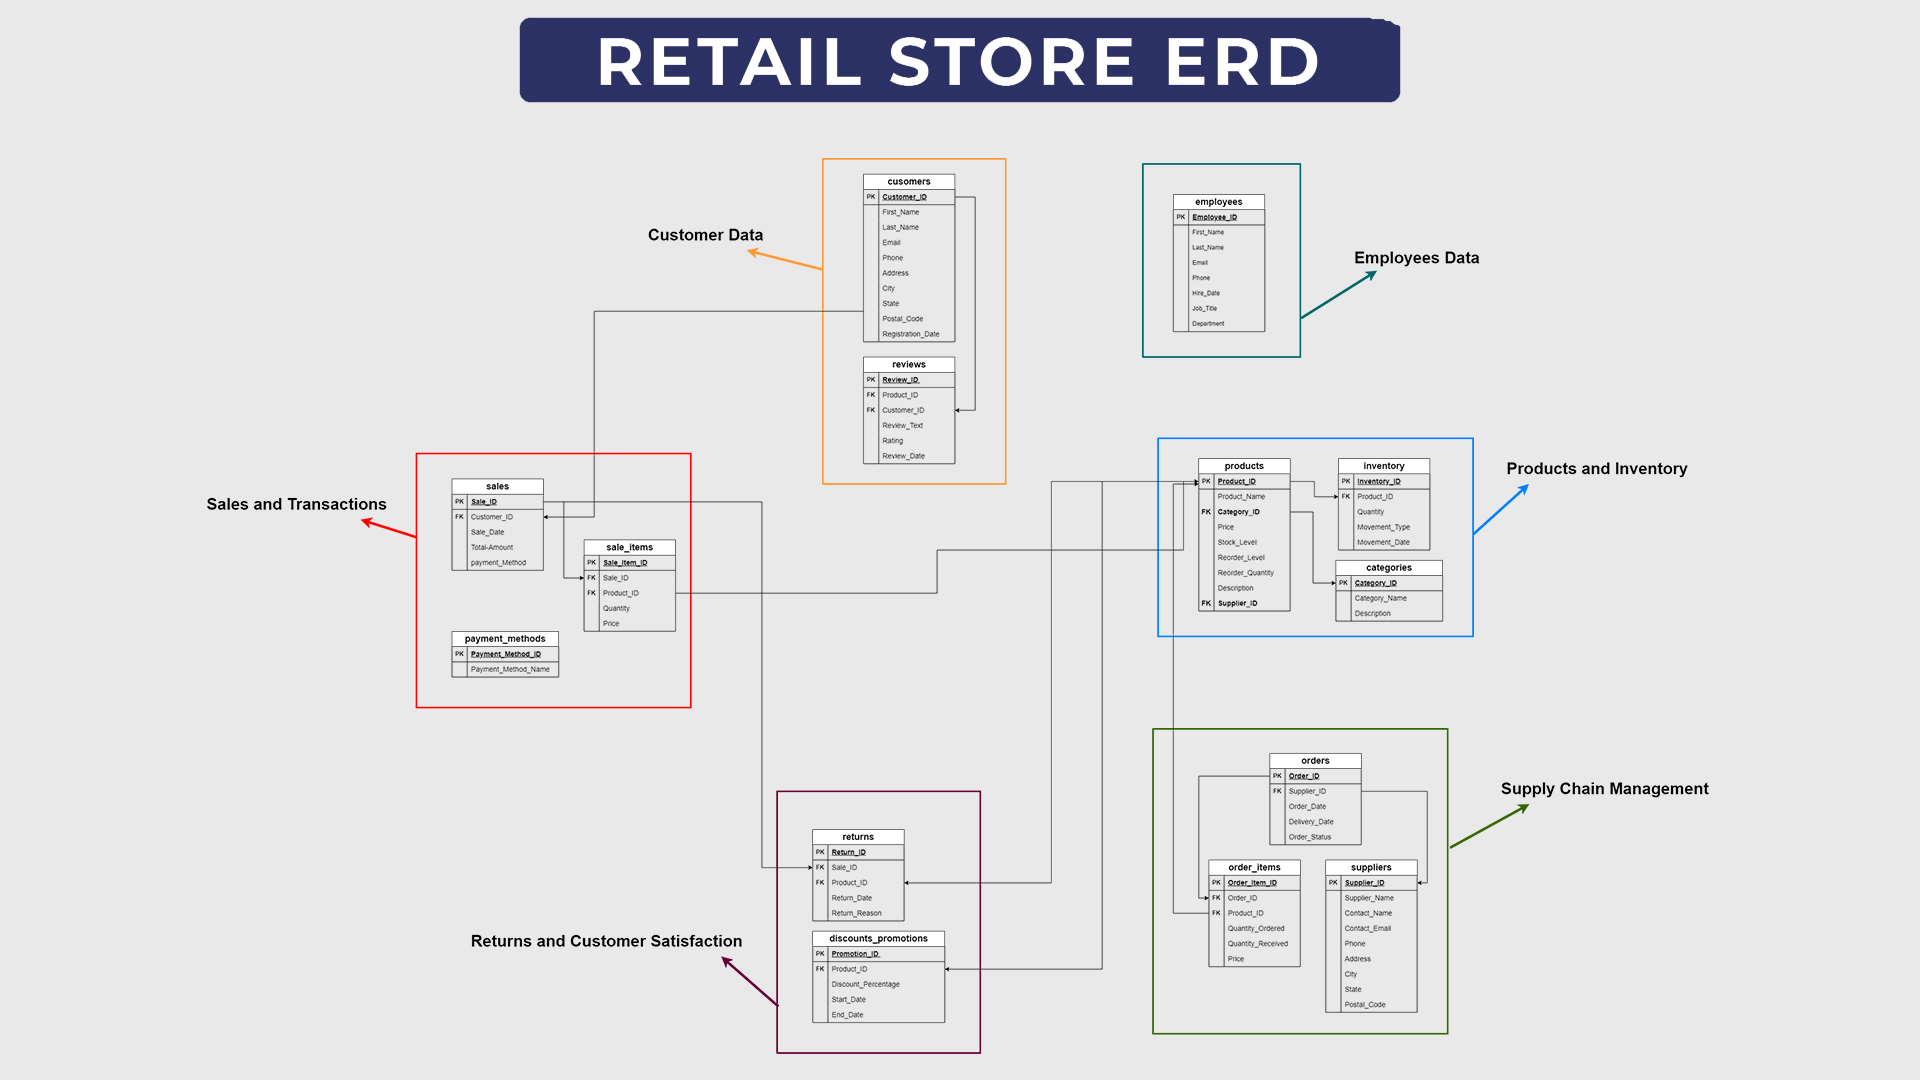 RETAIL STORE ERD
Customer Data
cusomers
PK Customer_ID
First_Name
Last_Name
Email
Phone
Address
City
State
Postal_Code
Registration_Date
reviews
PK Review_ID
FK Product_ID
FK Customer_ID
Review_Text
Rating
Review_Date
employees
PK Employee_ID
First_Name
Last_Name
Email
Phone
Hire_Date
Job_Title
Department
Employees Data
Sales and Transactions
sales
PK Sale_ID
FK Customer_ID
Sale_Date
Total-Amount
payment_Method
sale_items
PK Sale_Item_ID
FK Sale_ID
FK Product_ID
Quantity
Price
payment_methods
PK Payment_Method_ID
Payment_Method_Name
products
PK Product_ID
Product_Name
FK Category_ID
Price
Stock_Level
Reorder_Level
Reorder_Quantity
Description
FK Supplier_ID
inventory
PK Inventory_ID
FK Product_ID
Quantity
Movement_Type
Movement_Date
categories
PK Category_ID
Category_Name
Description
Products and Inventory
Returns and Customer Satisfaction
returns
PK Return_ID
FK Sale_ID
FK Product_ID
Return_Date
Return_Reason
discounts_promotions
PK Promotion_ID
FK Product_ID
Discount_Percentage
Start_Date
End_Date
orders
PK Order_ID
FK Supplier_ID
Order_Date
Delivery_Date
Order_Status
order_items
PK Order_Item_ID
FK Order_ID
FK Product_ID
Quantity_Ordered
Quantity_Received
Price
suppliers
PK Supplier_ID
Supplier_Name
Contact_Name
Contact_Email
Phone
Address
City
State
Postal_Code
Supply Chain Management